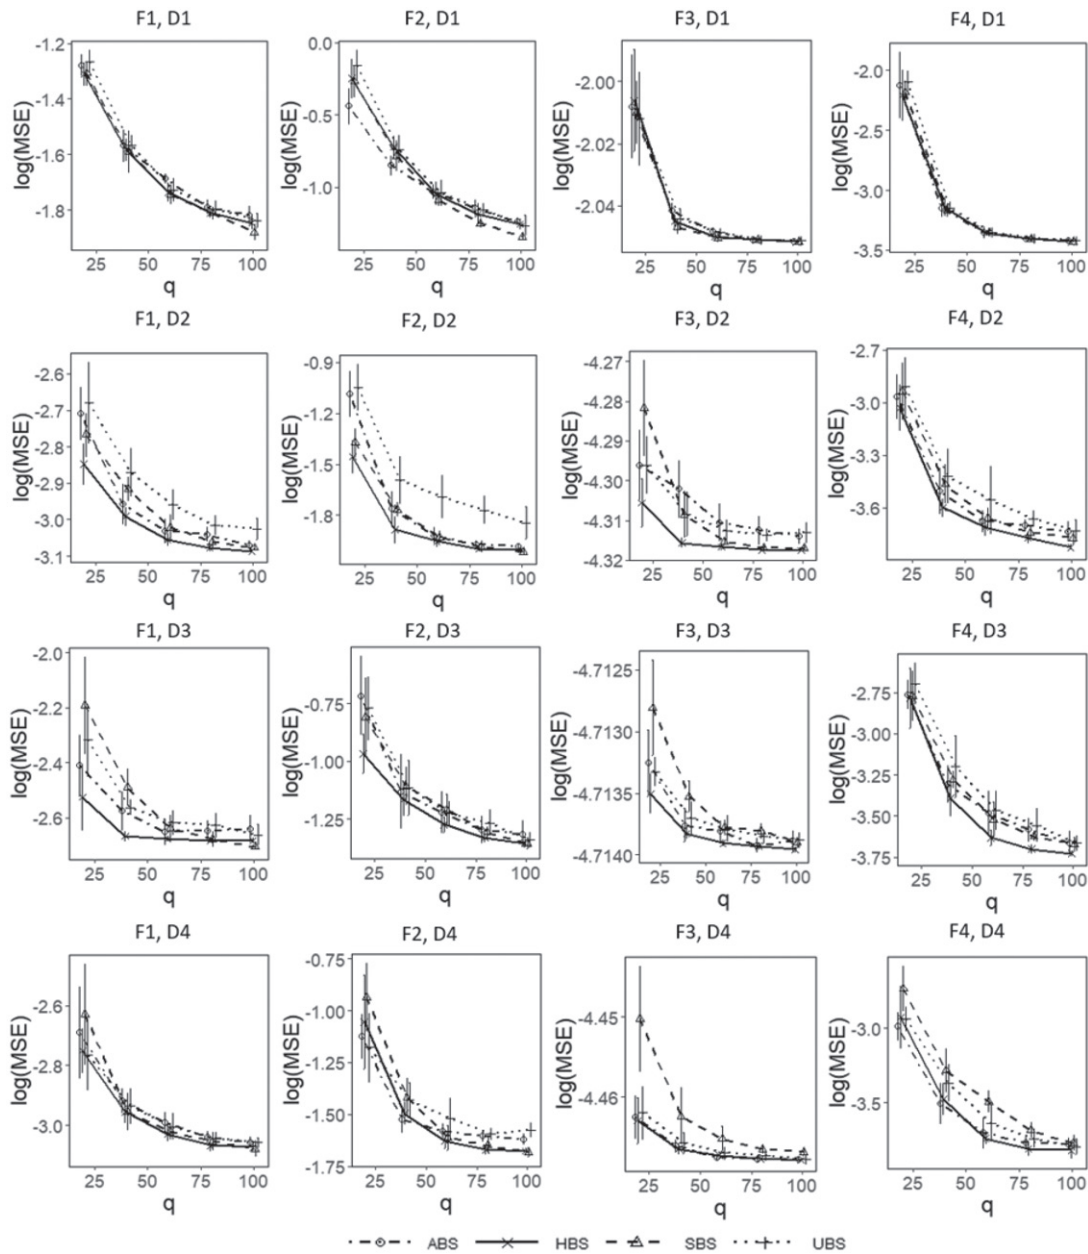 F1, D1 F2, D1 F3, D1 F4, D1
log(MSE) -1.2 -1.4 -1.6 -1.8
log(MSE) 0.0 -0.5 -1.0
log(MSE) -2.00 -2.02 -2.04
log(MSE) -2.0 -2.5 -3.0 -3.5
25 50 75 100 25 50 75 100 25 50 75 100 25 50 75 100
q q q q
F1, D2 F2, D2 F3, D2 F4, D2
log(MSE) -2.6 -2.7 -2.8 -2.9 -3.0 -3.1
log(MSE) -0.9 -1.2 -1.5 -1.8
log(MSE) -4.27 -4.28 -4.29 -4.30 -4.31 -4.32
log(MSE) -2.7 -3.0 -3.3 -3.6
25 50 75 100 25 50 75 100 25 50 75 100 25 50 75 100
q q q q
F1, D3 F2, D3 F3, D3 F4, D3
log(MSE) -2.0 -2.2 -2.4 -2.6
log(MSE) -0.75 -1.00 -1.25
log(MSE) -4.7125 -4.7130 -4.7135 -4.7140
log(MSE) -2.75 -3.00 -3.25 -3.50 -3.75
25 50 75 100 25 50 75 100 25 50 75 100 25 50 75 100
q q q q
F1, D4 F2, D4 F3, D4 F4, D4
log(MSE) -2.6 -2.8 -3.0
log(MSE) -0.75 -1.00 -1.25 -1.50 -1.75
log(MSE) -4.45 -4.46
log(MSE) -3.0 -3.5
25 50 75 100 25 50 75 100 25 50 75 100 25 50 75 100
q q q q
ABS HBS SBS UBS